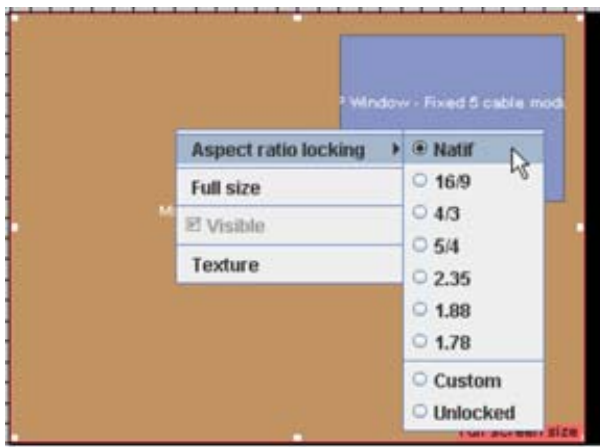 Window - Fixed 5 cable mod
Aspect ratio locking
Natif
16/9
4/3
5/4
2.35
1.88
1.78
Custom
Unlocked
Full size
Visible
Texture
screen size